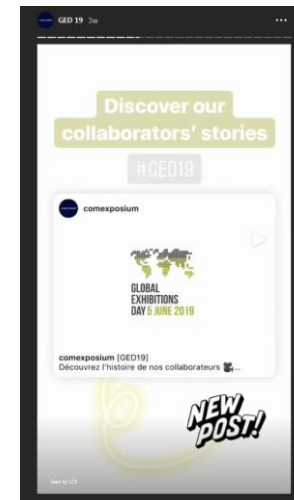 GED 19 3w
Discover our
collaborators' stories
#GED19
comexposium
GLOBAL
EXHIBITIONS
DAY 5 JUNE 2019
comexposium [GED19]
Découvrez l'histoire de nos collaborateurs 🎥...
NEW
POST!